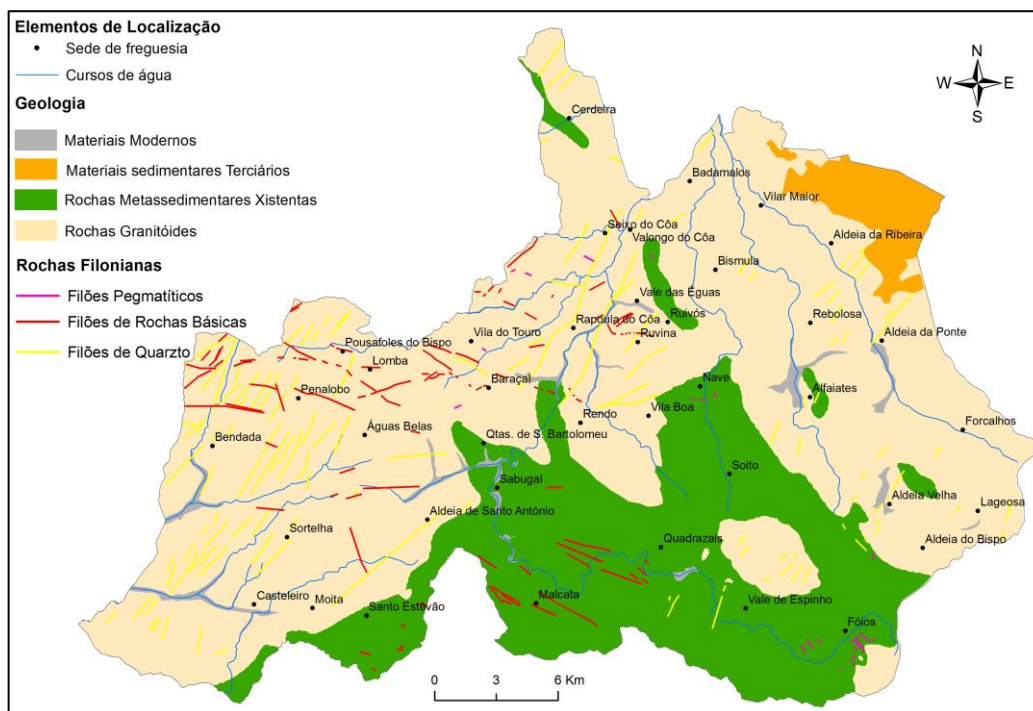 Elementos de Localização
Sede de freguesia
Cursos de água
Geologia
Materiais Modernos
Materiais sedimentares Terciários
Rochas Metassedimentares Xistentas
Rochas Granitóides
Rochas Filonianas
Filões Pegmatíticos
Filões de Rochas Básicas
Filões de Quarzto
N
W E
S
Cerdeira
Badamalos
Vilar Maior
Seixo do Côa
Valongo do Côa
Aldeia da Ribeira
Bismula
Vale das Éguas
Ruivós
Rapoula do Côa
Rebolosa
Vila do Touro
Ruvina
Aldeia da Ponte
Pousafoles do Bispo
Lomba
Baraçal
Nave
Penalobo
Alfaiates
Rendo
Vila Boa
Forcalhos
Águas Belas
Bendada
Qtas. de S. Bartolomeu
Soito
Sabugal
Aldeia Velha
Lageosa
Aldeia de Santo António
Sortelha
Quadrazais
Aldeia do Bispo
Casteleiro
Moita
Malcata
Santo Estêvão
Vale de Espinho
Fóios
0 3 6 Km